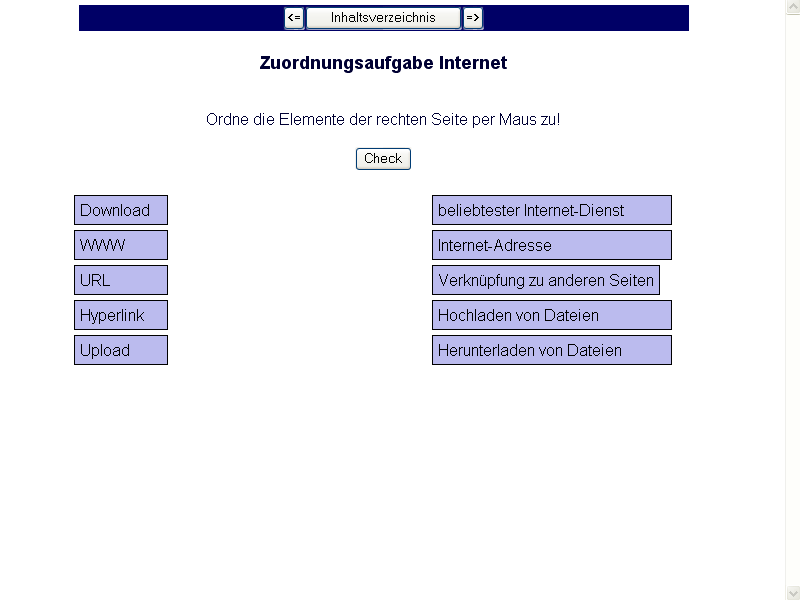 <= Inhaltsverzeichnis =>
Zuordnungsaufgabe Internet
Ordne die Elemente der rechten Seite per Maus zu!
Check
Download beliebtester Internet-Dienst
WWW Internet-Adresse
URL Verknüpfung zu anderen Seiten
Hyperlink Hochladen von Dateien
Upload Herunterladen von Dateien